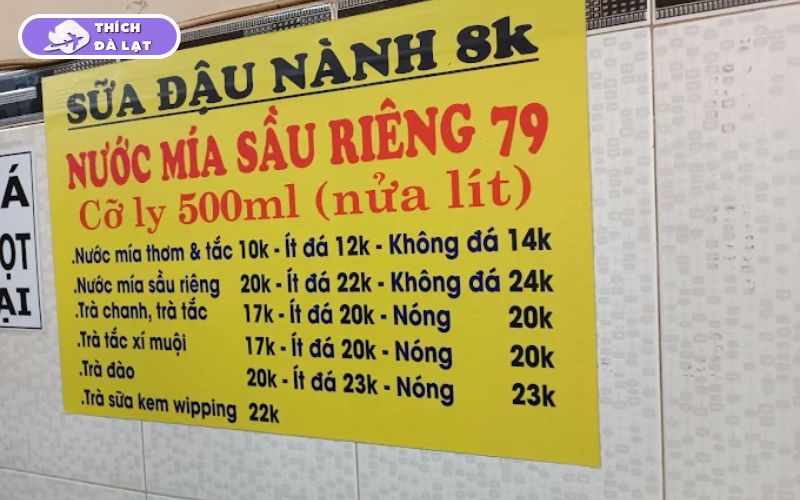 THÍCH
ĐÀ LẠT
SỮA ĐẬU NÀNH 8k
NƯỚC MÍA SẦU RIÊNG 79
Cỡ ly 500ml (nửa lít)
.Nước mía thơm & tắc 10k - Ít đá 12k - Không đá 14k
.Nước mía sầu riêng 20k - Ít đá 22k - Không đá 24k
.Trà chanh, trà tắc 17k - Ít đá 20k - Nóng 20k
.Trà tắc xí muội 17k - Ít đá 20k - Nóng 20k
.Trà đào 20k - Ít đá 23k - Nóng 23k
.Trà sữa kem wipping 22k